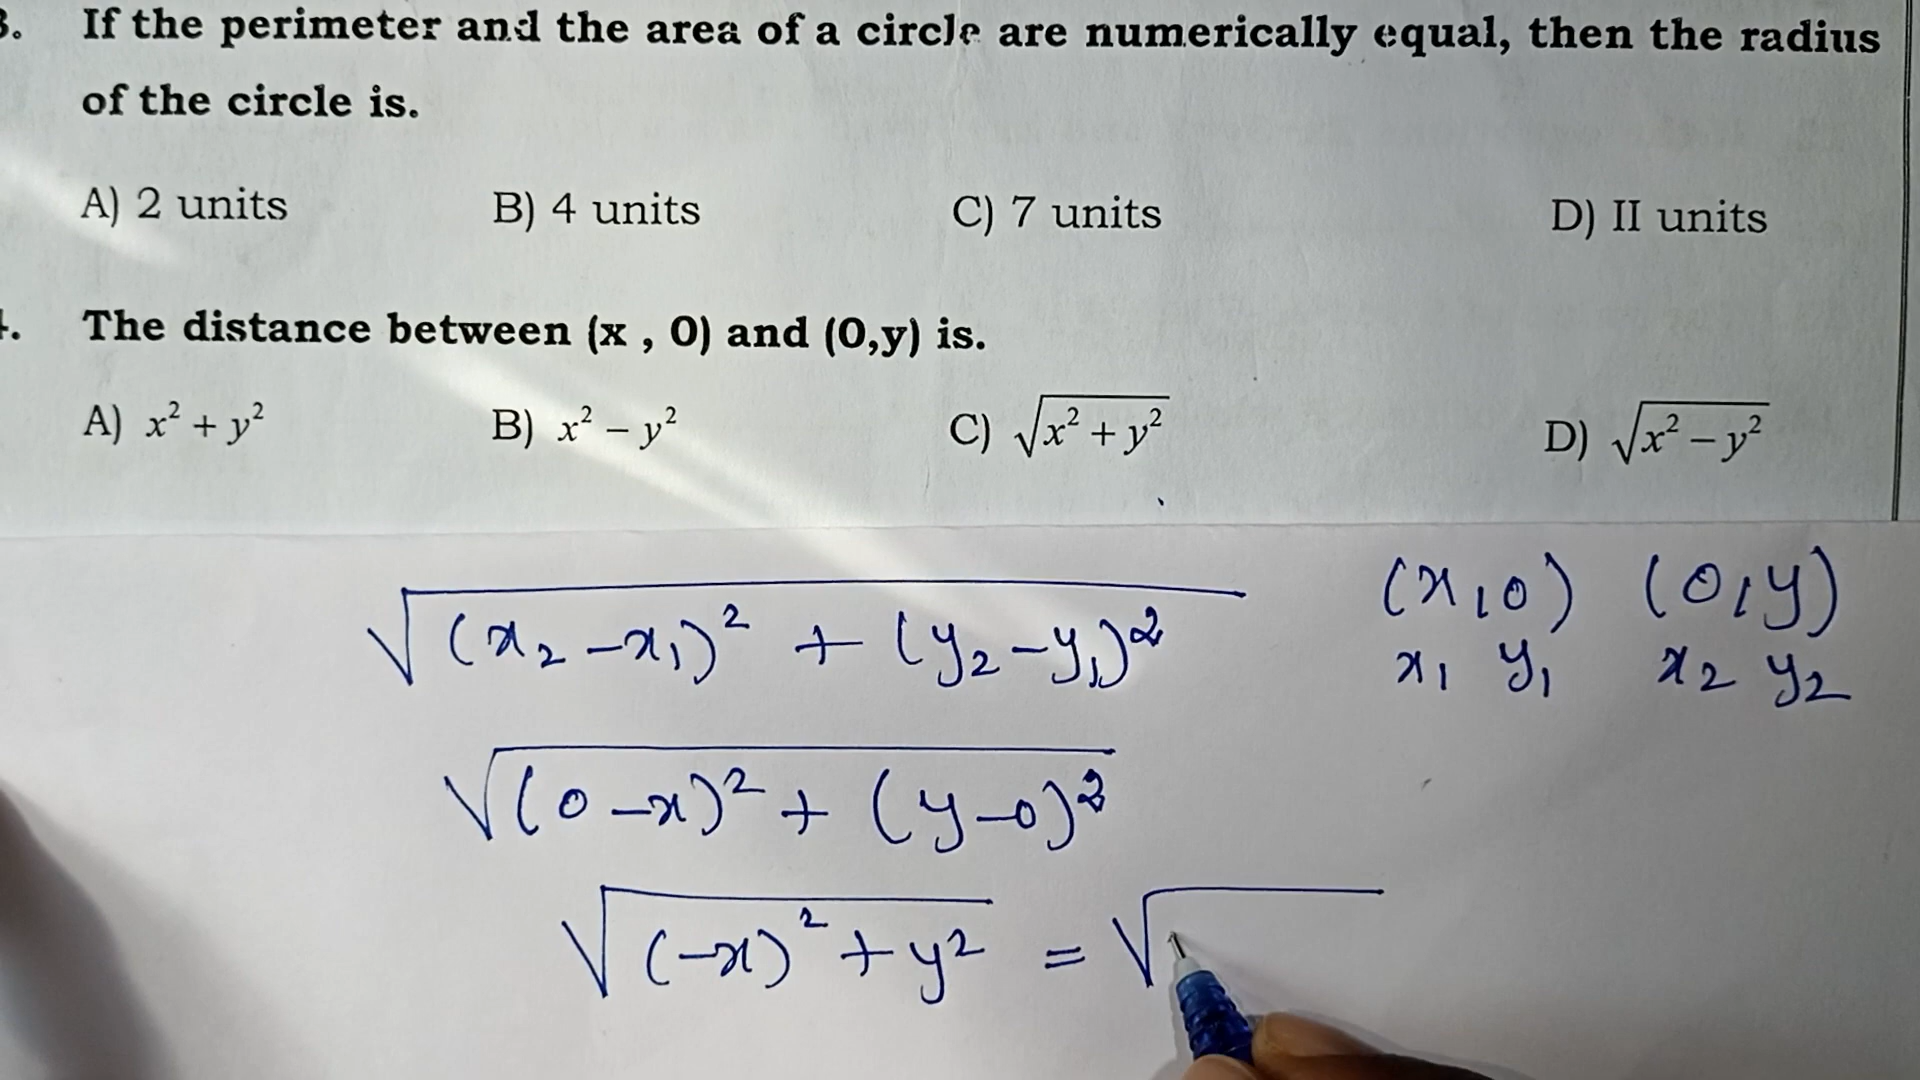 3. If the perimeter and the area of a circle are numerically equal, then the radius
of the circle is.
A) 2 units B) 4 units C) 7 units D) II units
4. The distance between (x , 0) and (0,y) is.
A) x² + y² B) x² – y² C) √(x² + y²) D) √(x² – y²)
√((x₂–x₁)² + (y₂–y₁)²) (x,0) (0,y)
x₁ y₁ x₂ y₂
√((0–x)² + (y–0)²)
√((–x)² + y²) = √